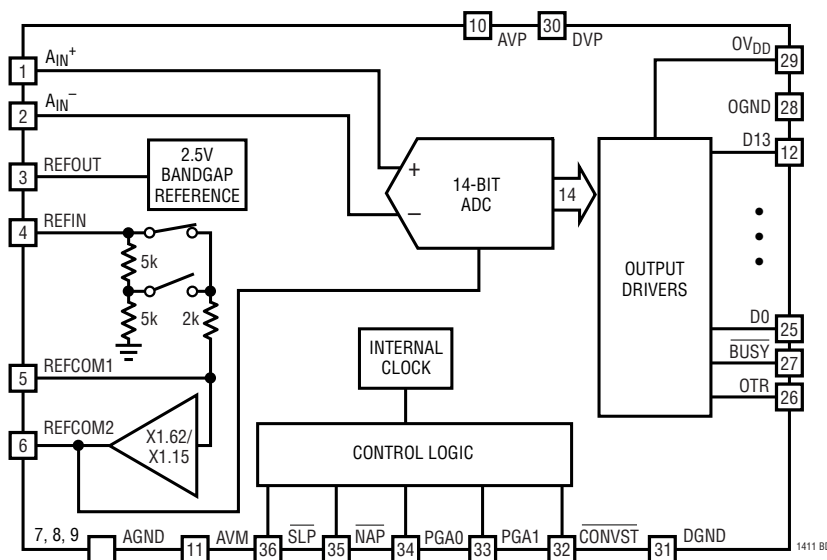 10 AVP 30 DVP
1 AIN+
2 AIN−
3 REFOUT
4 REFIN
5 REFCOM1
6 REFCOM2
2.5V
BANDGAP
REFERENCE
5k
5k
2k
X1.62/
X1.15
+
−
14-BIT
ADC
14
OUTPUT
DRIVERS
OVDD 29
OGND 28
D13 12
D0 25
BUSY 27
OTR 26
INTERNAL
CLOCK
CONTROL LOGIC
7, 8, 9 AGND 11 AVM 36 SLP 35 NAP 34 PGA0 33 PGA1 32 CONVST 31 DGND